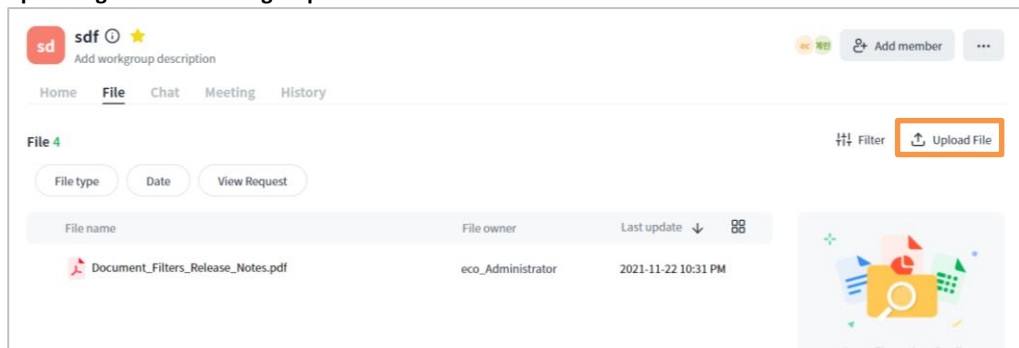 sd
sdf
Add workgroup description
ec 계민
Add member
Home File Chat Meeting History
File 4
Filter Upload File
File type Date View Request
File name File owner Last update
Document_Filters_Release_Notes.pdf eco_Administrator 2021-11-22 10:31 PM